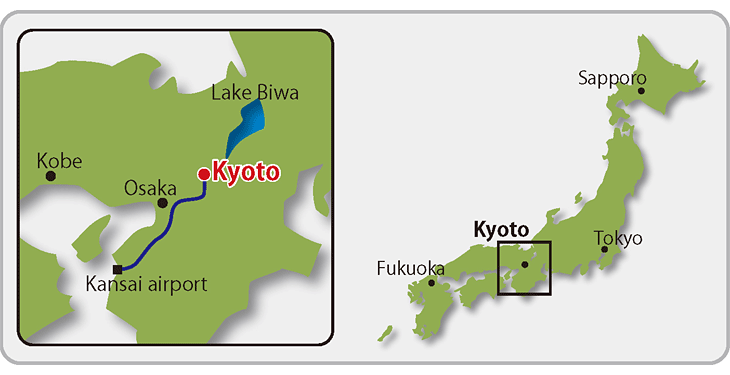 Lake Biwa
Kyoto
Kobe
Osaka
Kansai airport
Sapporo
Kyoto
Tokyo
Fukuoka